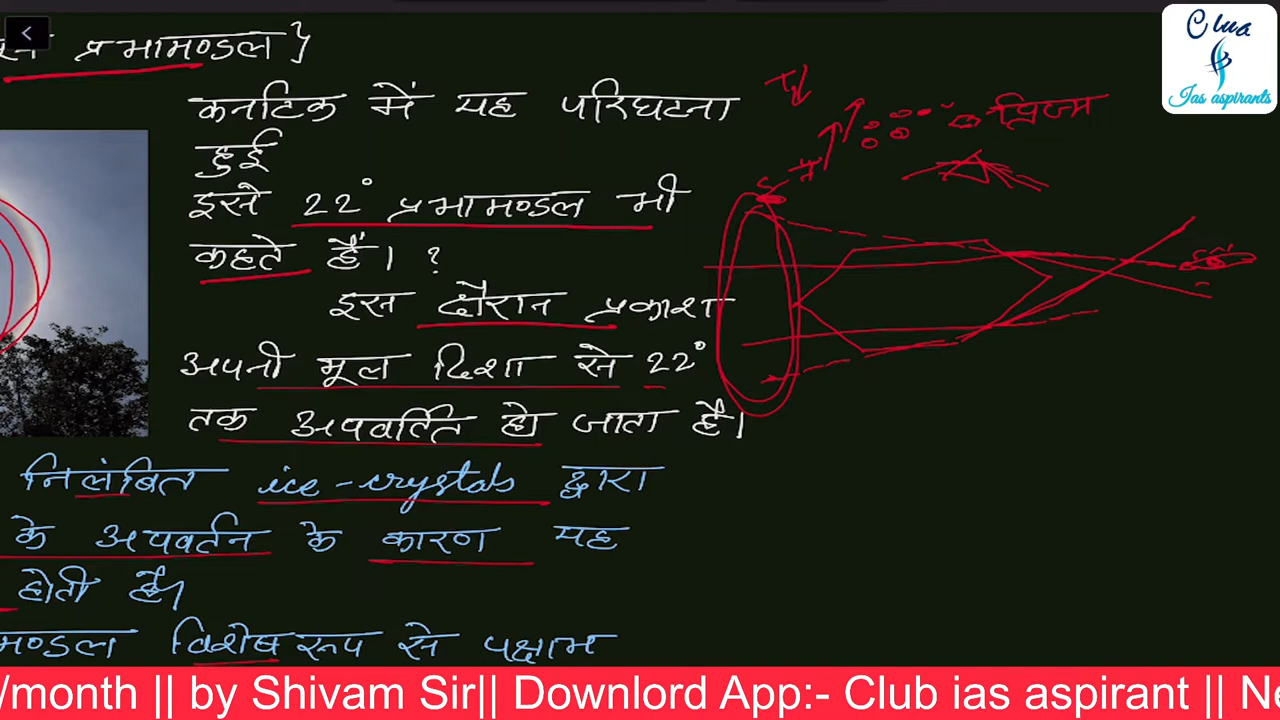 प्रभामण्डल }
कर्नाटिक में यह परिघटना
हुई
इसे 22° प्रभामण्डल भी
कहते हैं। ?
इस दौरान प्रकाश
अपनी मूल दिशा से 22°
तक अपवर्तित हो जाता है।
निलंबित ice-crystals द्वारा
के अपवर्तन के कारण यह
होती है।
मण्डल विशेष रूप से पक्षाभ
प्रिज्म
Club
Ias aspirants
/month || by Shivam Sir|| Downlord App:- Club ias aspirant || Ne